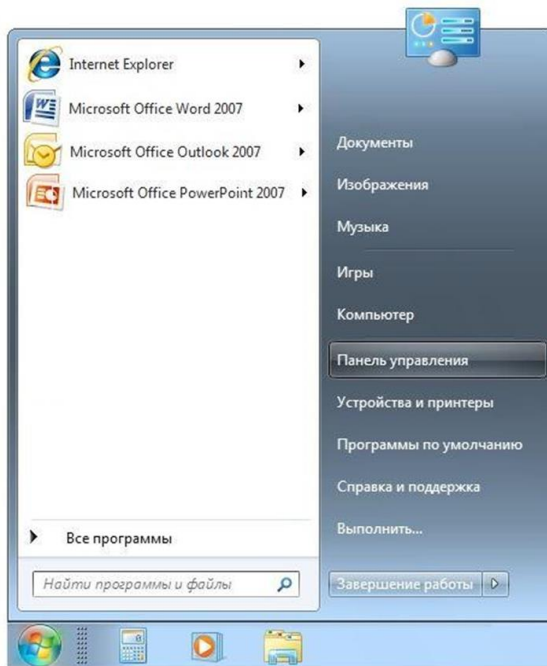 Internet Explorer
Microsoft Office Word 2007
Microsoft Office Outlook 2007
Microsoft Office PowerPoint 2007
Все программы
Найти программы и файлы
Документы
Изображения
Музыка
Игры
Компьютер
Панель управления
Устройства и принтеры
Программы по умолчанию
Справка и поддержка
Выполнить...
Завершение работы